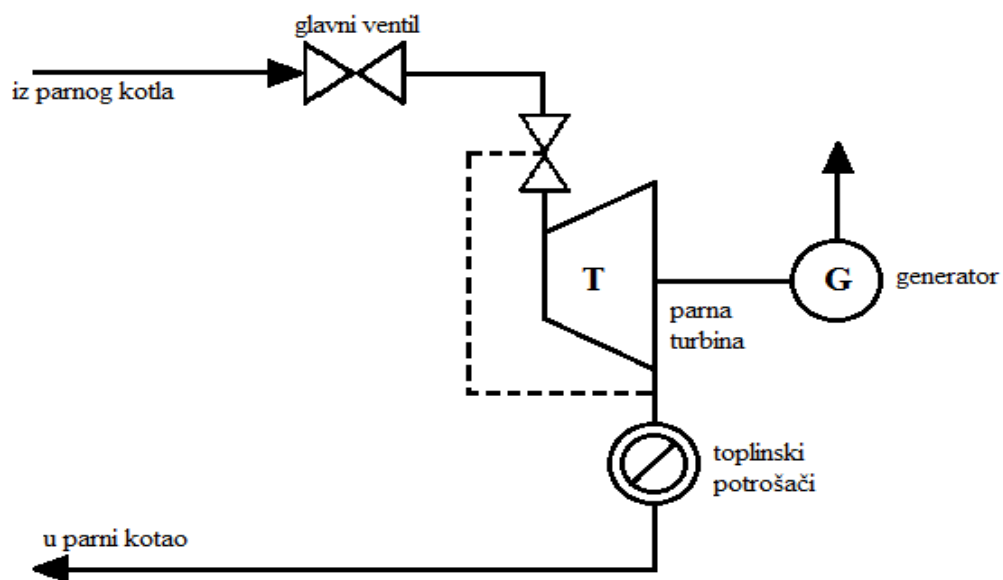 glavni ventil
iz parnog kotla
T
G
generator
parna
turbina
toplinski
potrošači
u parni kotao